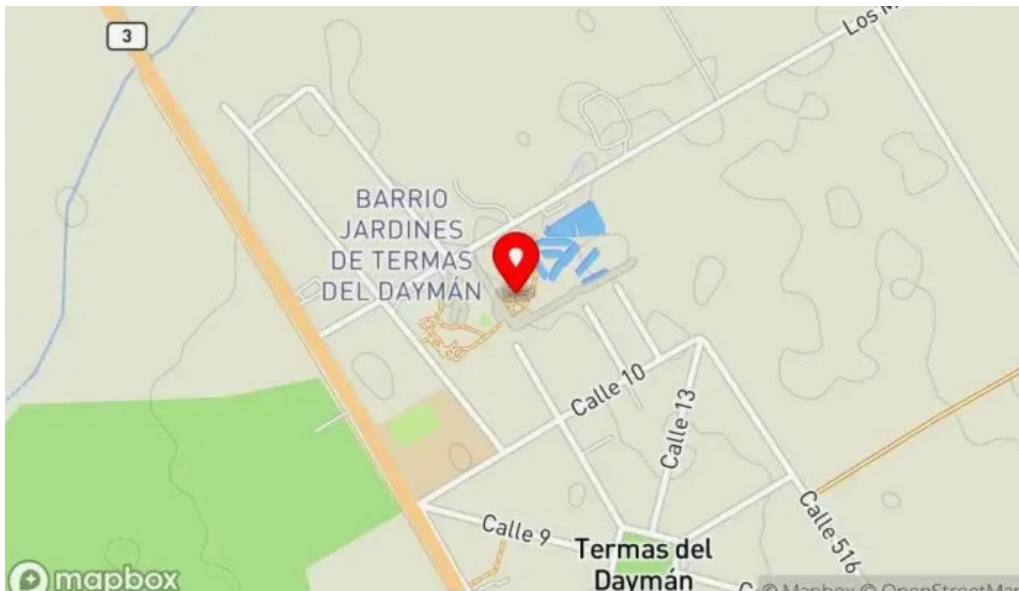 3
Los
BARRIO
JARDINES
DE TERMAS
DEL DAYMÁN
Calle 10
Calle 13
Calle 9
Calle 516
Termas del
Daymán
mapbox
© Mapbox © OpenStreetMap